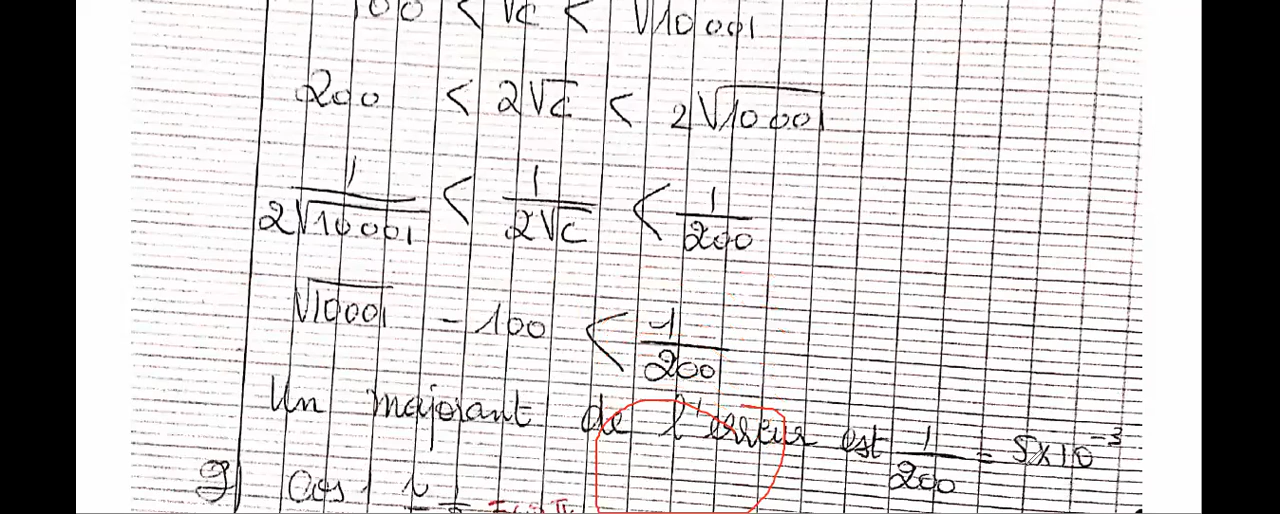 100 < √c < √10001
200 < 2√c < 2√10001
1/(2√10001) < 1/(2√c) < 1/200
√10001 - 100 < 1/200
Un majorant de l'erreur est 1/200 = 5×10⁻³
3)